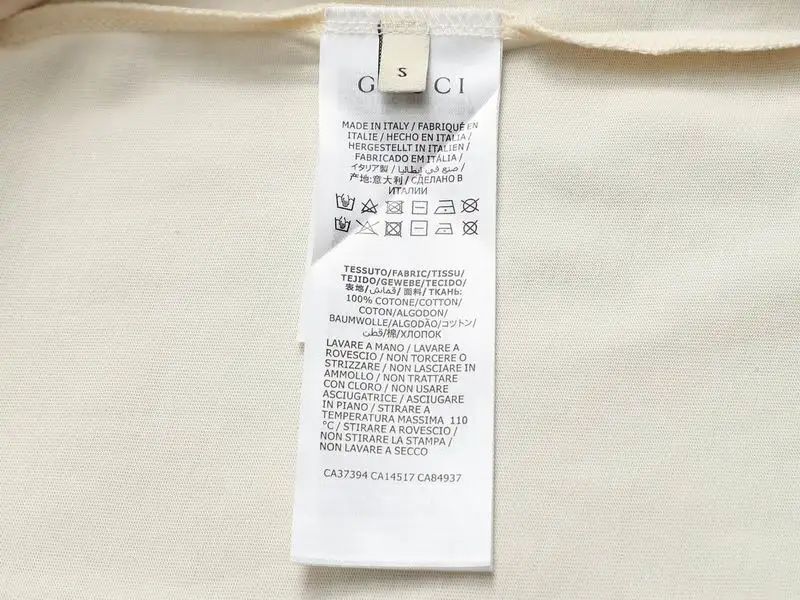 S
G CI
MADE IN ITALY / FABRIQUÉ EN
ITALIE / HECHO EN ITALIA /
HERGESTELLT IN ITALIEN /
FABRICADO EM ITÁLIA /
イタリア製 / صنع في إيطاليا /
产地:意大利 / СДЕЛАНО В
ИТАЛИИ
TESSUTO/FABRIC/TISSU/
TEJIDO/GEWEBE/TECIDO/
表地/قماش/ 面料/ ТКАНЬ:
100% COTONE/COTTON/
COTON/ALGODON/
BAUMWOLLE/ALGODÃO/コットン/
قطن/棉/ХЛОПОК
LAVARE A MANO / LAVARE A
ROVESCIO / NON TORCERE O
STRIZZARE / NON LASCIARE IN
AMMOLLO / NON TRATTARE
CON CLORO / NON USARE
ASCIUGATRICE / ASCIUGARE
IN PIANO / STIRARE A
TEMPERATURA MASSIMA 110
°C / STIRARE A ROVESCIO /
NON STIRARE LA STAMPA /
NON LAVARE A SECCO
CA37394 CA14517 CA84937